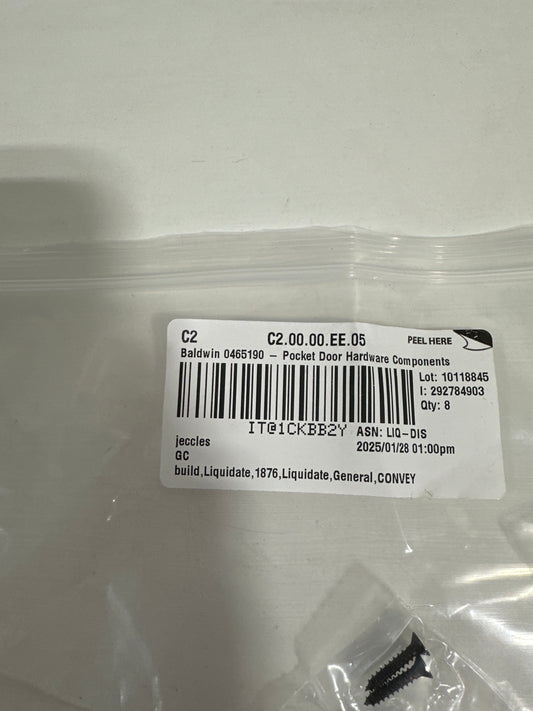 C2 C2.00.00.EE.05 PEEL HERE
Baldwin 0465190 – Pocket Door Hardware Components
Lot: 10118845
I: 292784903
Qty: 8
IT@1CKBB2Y ASN: LIQ-DIS
jeccles 2025/01/28 01:00pm
GC
build,Liquidate,1876,Liquidate,General,CONVEY